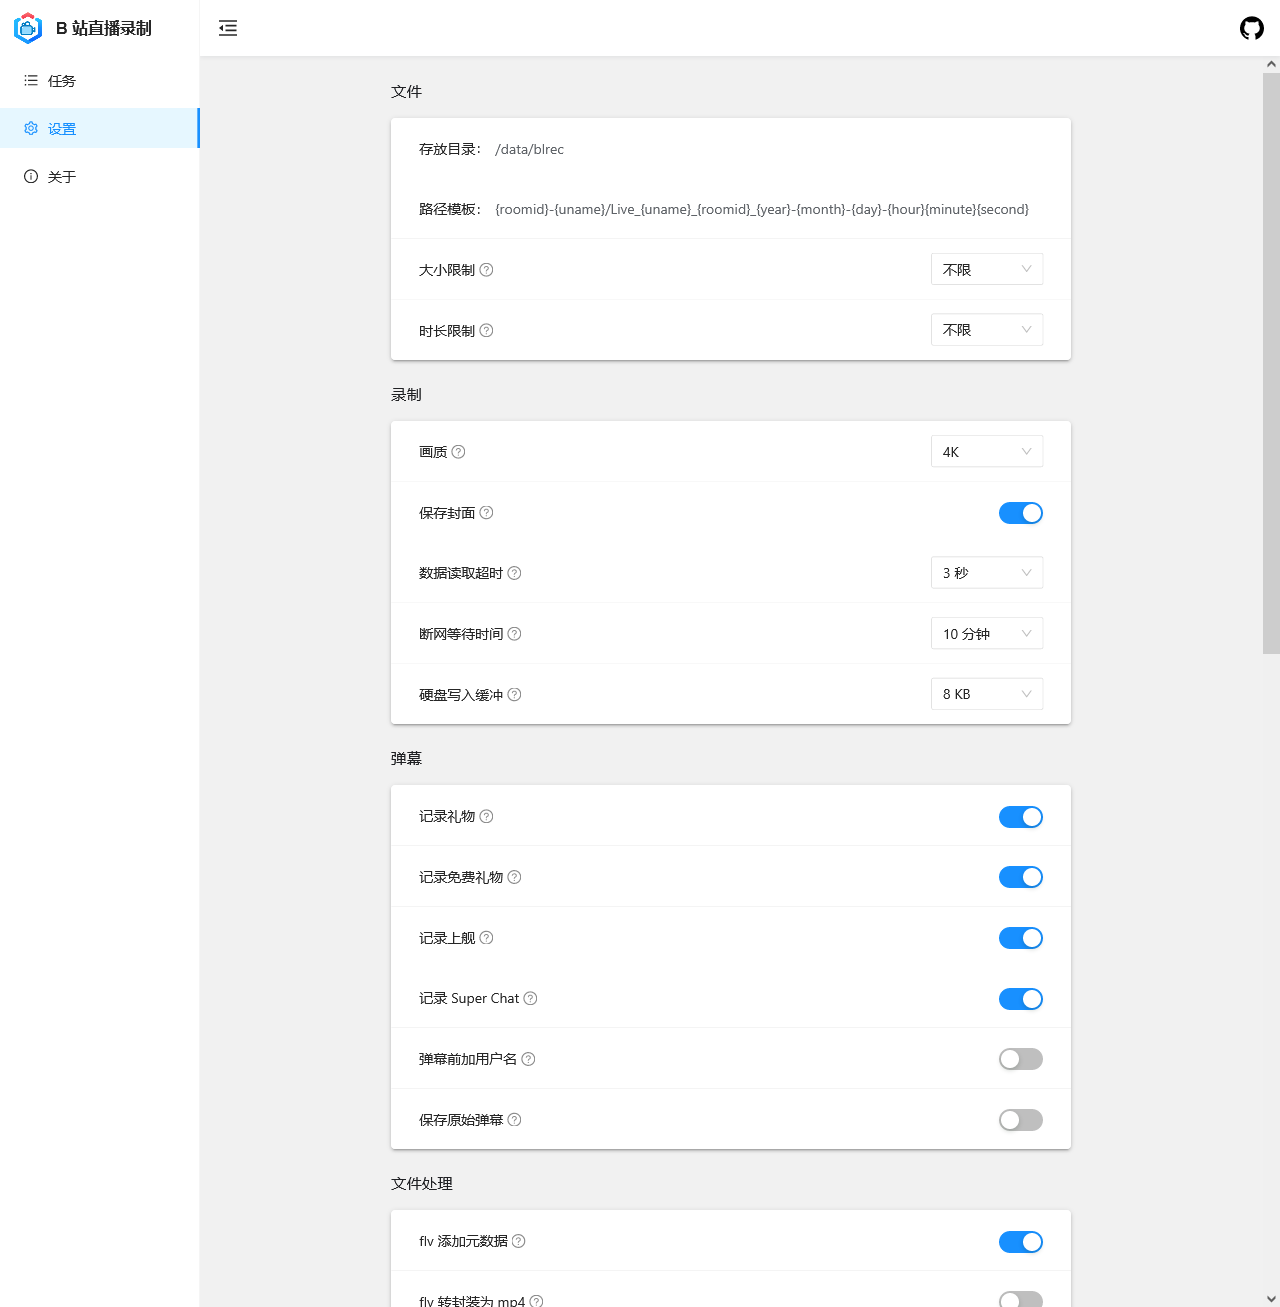 B 站直播录制
任务
设置
关于
文件
存放目录： /data/blrec
路径模板： {roomid}-{uname}/Live_{uname}_{roomid}_{year}-{month}-{day}-{hour}{minute}{second}
大小限制 不限
时长限制 不限
录制
画质 4K
保存封面
数据读取超时 3 秒
断网等待时间 10 分钟
硬盘写入缓冲 8 KB
弹幕
记录礼物
记录免费礼物
记录上舰
记录 Super Chat
弹幕前加用户名
保存原始弹幕
文件处理
flv 添加元数据
flv 转封装为 mp4